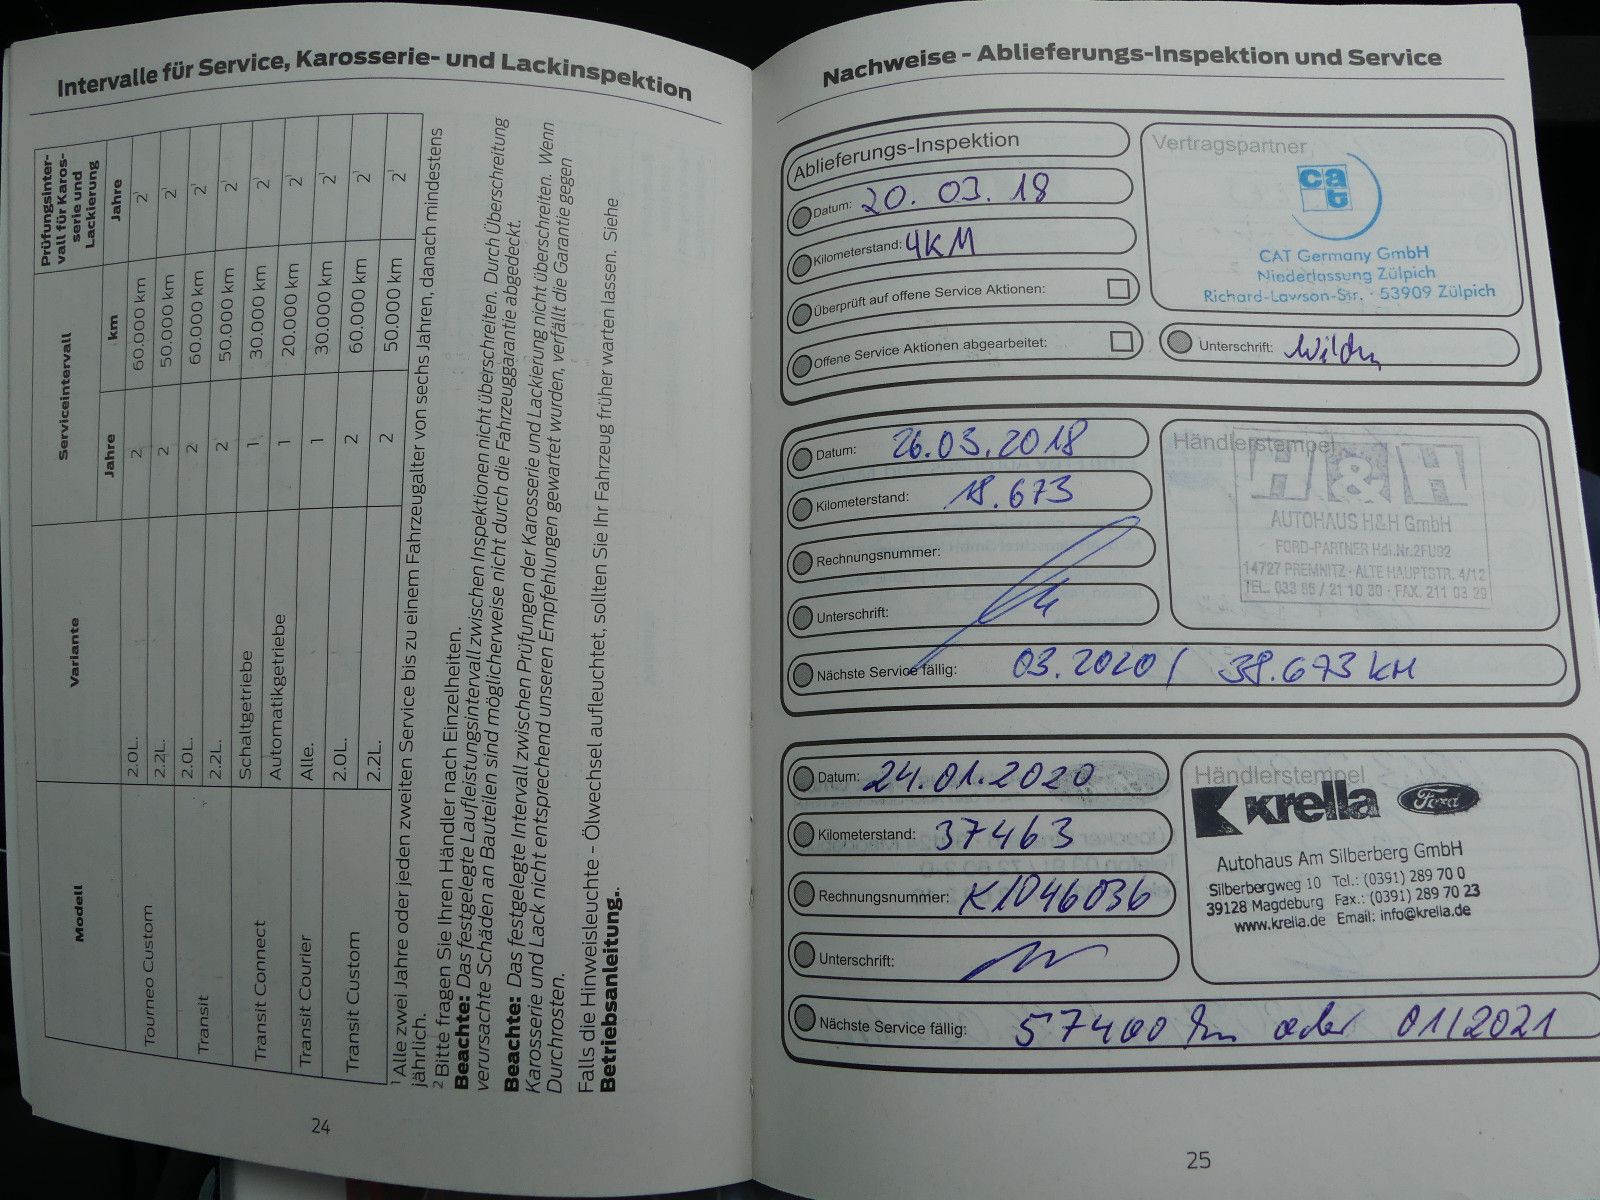 Intervalle für Service, Karosserie- und Lackinspektion
Modell Variante Serviceintervall Prüfungsinter-
vall für Karos-
serie und
Lackierung
Jahre km Jahre
Tourneo Custom 2.0L. 2 60.000 km 2¹
2.2L. 2 50.000 km 2¹
Transit 2.0L. 2 60.000 km 2¹
2.2L. 2 50.000 km 2¹
Transit Connect Schaltgetriebe 1 30.000 km 2¹
Automatikgetriebe 1 20.000 km 2¹
Transit Courier Alle. 1 30.000 km 2¹
Transit Custom 2.0L. 2 60.000 km 2¹
2.2L. 2 50.000 km 2¹
¹ Alle zwei Jahre oder jeden zweiten Service bis zu einem Fahrzeugalter von sechs Jahren, danach mindestens
jährlich.
² Bitte fragen Sie Ihren Händler nach Einzelheiten.
Beachte: Das festgelegte Laufleistungsintervall zwischen Inspektionen nicht überschreiten. Durch Überschreitung
verursachte Schäden an Bauteilen sind möglicherweise nicht durch die Fahrzeuggarantie abgedeckt.
Beachte: Das festgelegte Intervall zwischen Prüfungen der Karosserie und Lackierung nicht überschreiten. Wenn
Karosserie und Lack nicht entsprechend unseren Empfehlungen gewartet wurden, verfällt die Garantie gegen
Durchrosten.
Falls die Hinweisleuchte - Ölwechsel aufleuchtet, sollten Sie Ihr Fahrzeug früher warten lassen. Siehe
Betriebsanleitung..
24
Nachweise - Ablieferungs-Inspektion und Service
Ablieferungs-Inspektion
Datum: 20. 03. 18
Kilometerstand: 4KM
Überprüft auf offene Service Aktionen:
Offene Service Aktionen abgearbeitet:
Vertragspartner
cat
CAT Germany GmbH
Niederlassung Zülpich
Richard-Lawson-Str. · 53909 Zülpich
Unterschrift:
Datum: 26.03.2018
Kilometerstand: 18.673
Rechnungsnummer:
Unterschrift:
Nächste Service fällig: 03.2020 / 38.673 KM
Händlerstempel
H&H
AUTOHAUS H&H GmbH
FORD-PARTNER Hdl.Nr.2FU92
14727 PREMNITZ · ALTE HAUPTSTR. 4/12
TEL. 033 86 / 21 10 30 · FAX. 211 03 29
Datum: 24.01.2020
Kilometerstand: 37463
Rechnungsnummer: K1046036
Unterschrift:
Nächste Service fällig: 57400 km oder 01/2021
Händlerstempel
Krella Ford
Autohaus Am Silberberg GmbH
Silberbergweg 10 Tel.: (0391) 289 70 0
39128 Magdeburg Fax.: (0391) 289 70 23
www.krella.de Email: info@krella.de
25